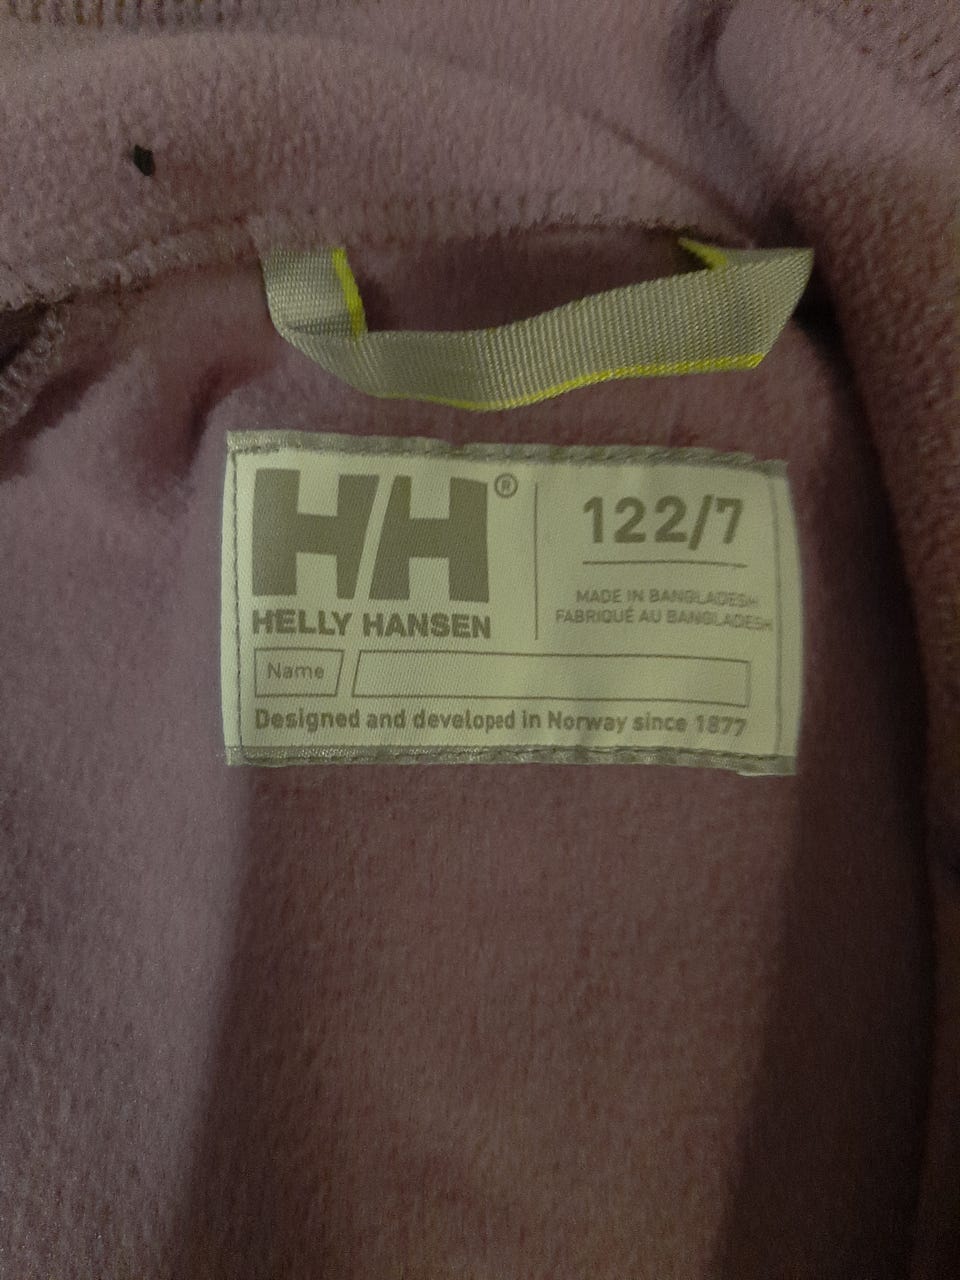 HH®
HELLY HANSEN
122/7
MADE IN BANGLADESH
FABRIQUÉ AU BANGLADESH
Name
Designed and developed in Norway since 1877